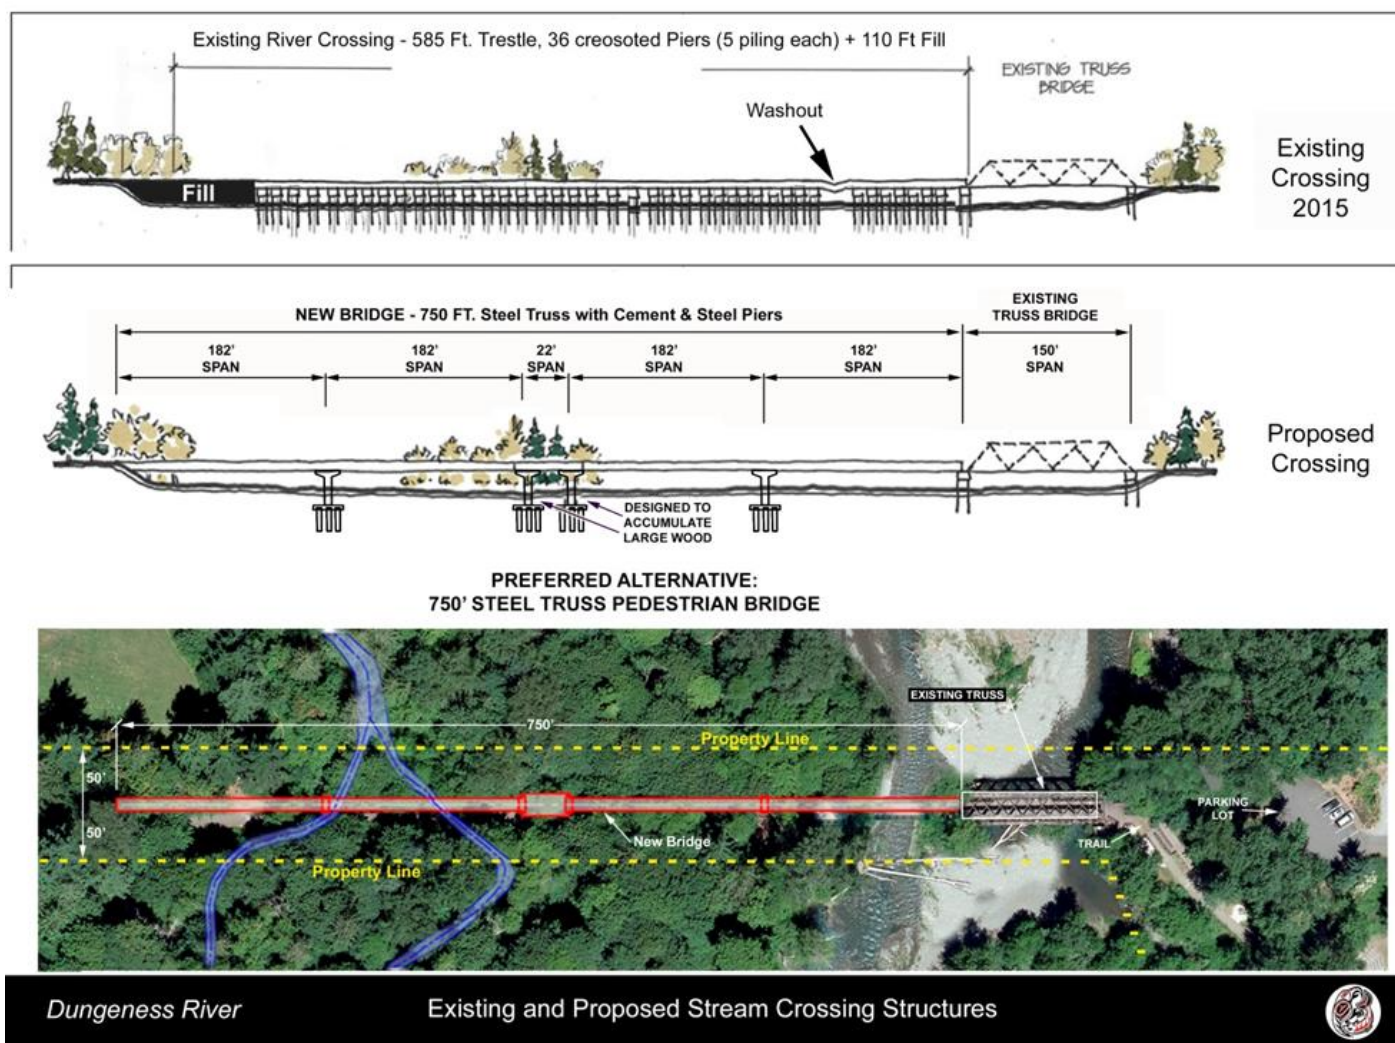 Existing River Crossing - 585 Ft. Trestle, 36 creosoted Piers (5 piling each) + 110 Ft Fill
EXISTING TRUSS
BRIDGE
Washout
Fill
Existing
Crossing
2015
NEW BRIDGE - 750 FT. Steel Truss with Cement & Steel Piers
EXISTING
TRUSS BRIDGE
182'
SPAN
182'
SPAN
22'
SPAN
182'
SPAN
182'
SPAN
150'
SPAN
Proposed
Crossing
DESIGNED TO
ACCUMULATE
LARGE WOOD
PREFERRED ALTERNATIVE:
750' STEEL TRUSS PEDESTRIAN BRIDGE
EXISTING TRUSS
750'
Property Line
50'
50'
New Bridge
PARKING
LOT
TRAIL
Property Line
Dungeness River
Existing and Proposed Stream Crossing Structures